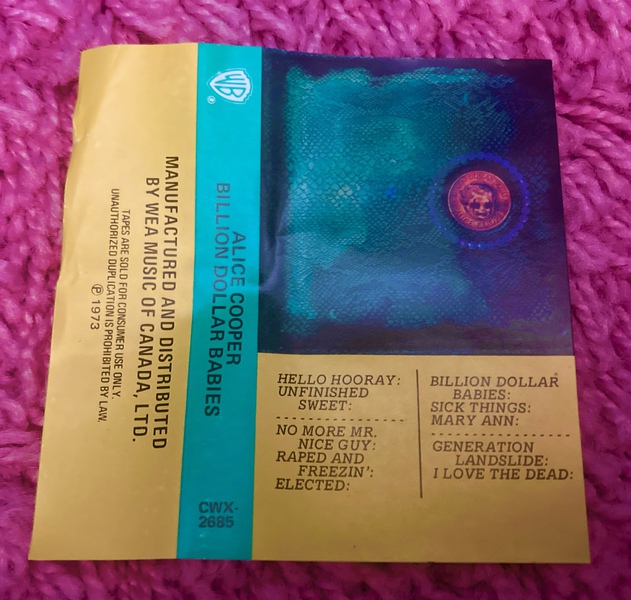 MANUFACTURED AND DISTRIBUTED
BY WEA MUSIC OF CANADA, LTD.
TAPES ARE SOLD FOR CONSUMER USE ONLY.
UNAUTHORIZED DUPLICATION IS PROHIBITED BY LAW.
℗ 1973
WB
®
ALICE COOPER
BILLION DOLLAR BABIES
CWX-
2685
HELLO HOORAY:
UNFINISHED
SWEET:
NO MORE MR.
NICE GUY:
RAPED AND
FREEZIN':
ELECTED:
BILLION DOLLAR
BABIES:
SICK THINGS:
MARY ANN:
GENERATION
LANDSLIDE:
I LOVE THE DEAD: